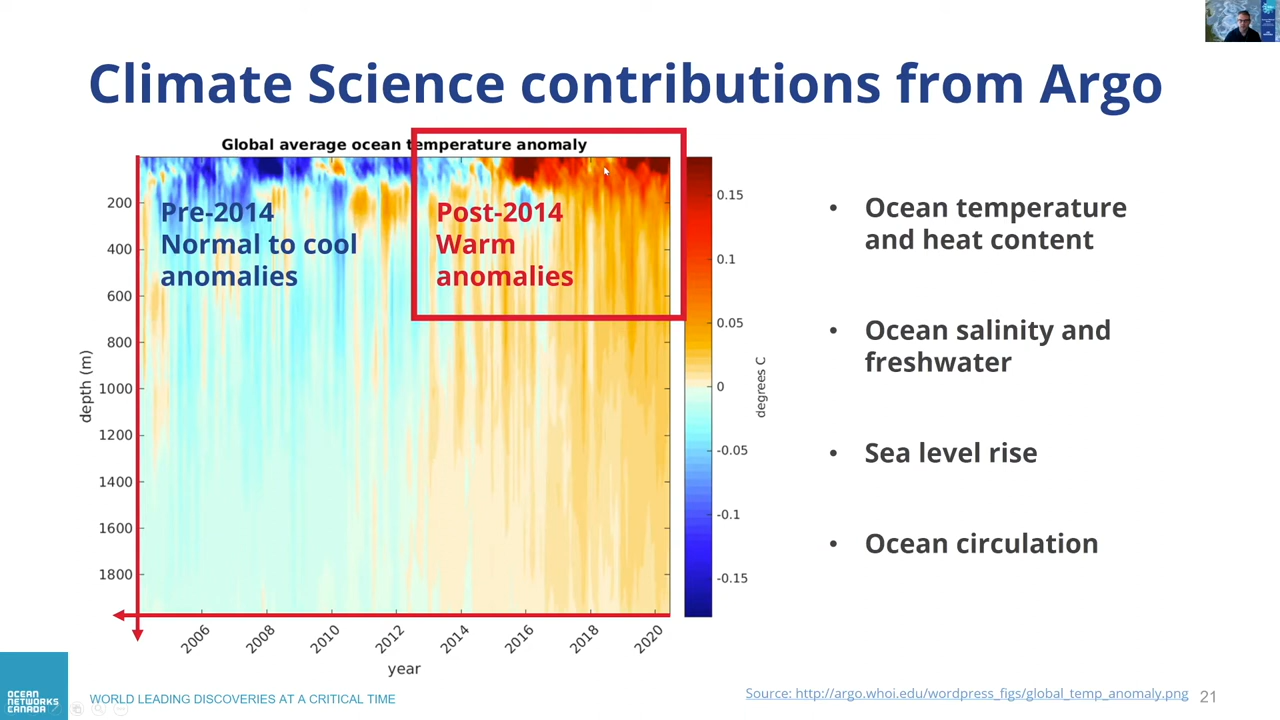 Climate Science contributions from Argo
Global average ocean temperature anomaly
Pre-2014
Normal to cool
anomalies
Post-2014
Warm
anomalies
200
400
600
800
1000
1200
1400
1600
1800
depth (m)
2006
2008
2010
2012
2014
2016
2018
2020
year
0.15
0.1
0.05
0
-0.05
-0.1
-0.15
degrees C
• Ocean temperature
and heat content
• Ocean salinity and
freshwater
• Sea level rise
• Ocean circulation
OCEAN
NETWORKS
CANADA
WORLD LEADING DISCOVERIES AT A CRITICAL TIME
Source: http://argo.whoi.edu/wordpress_figs/global_temp_anomaly.png
21